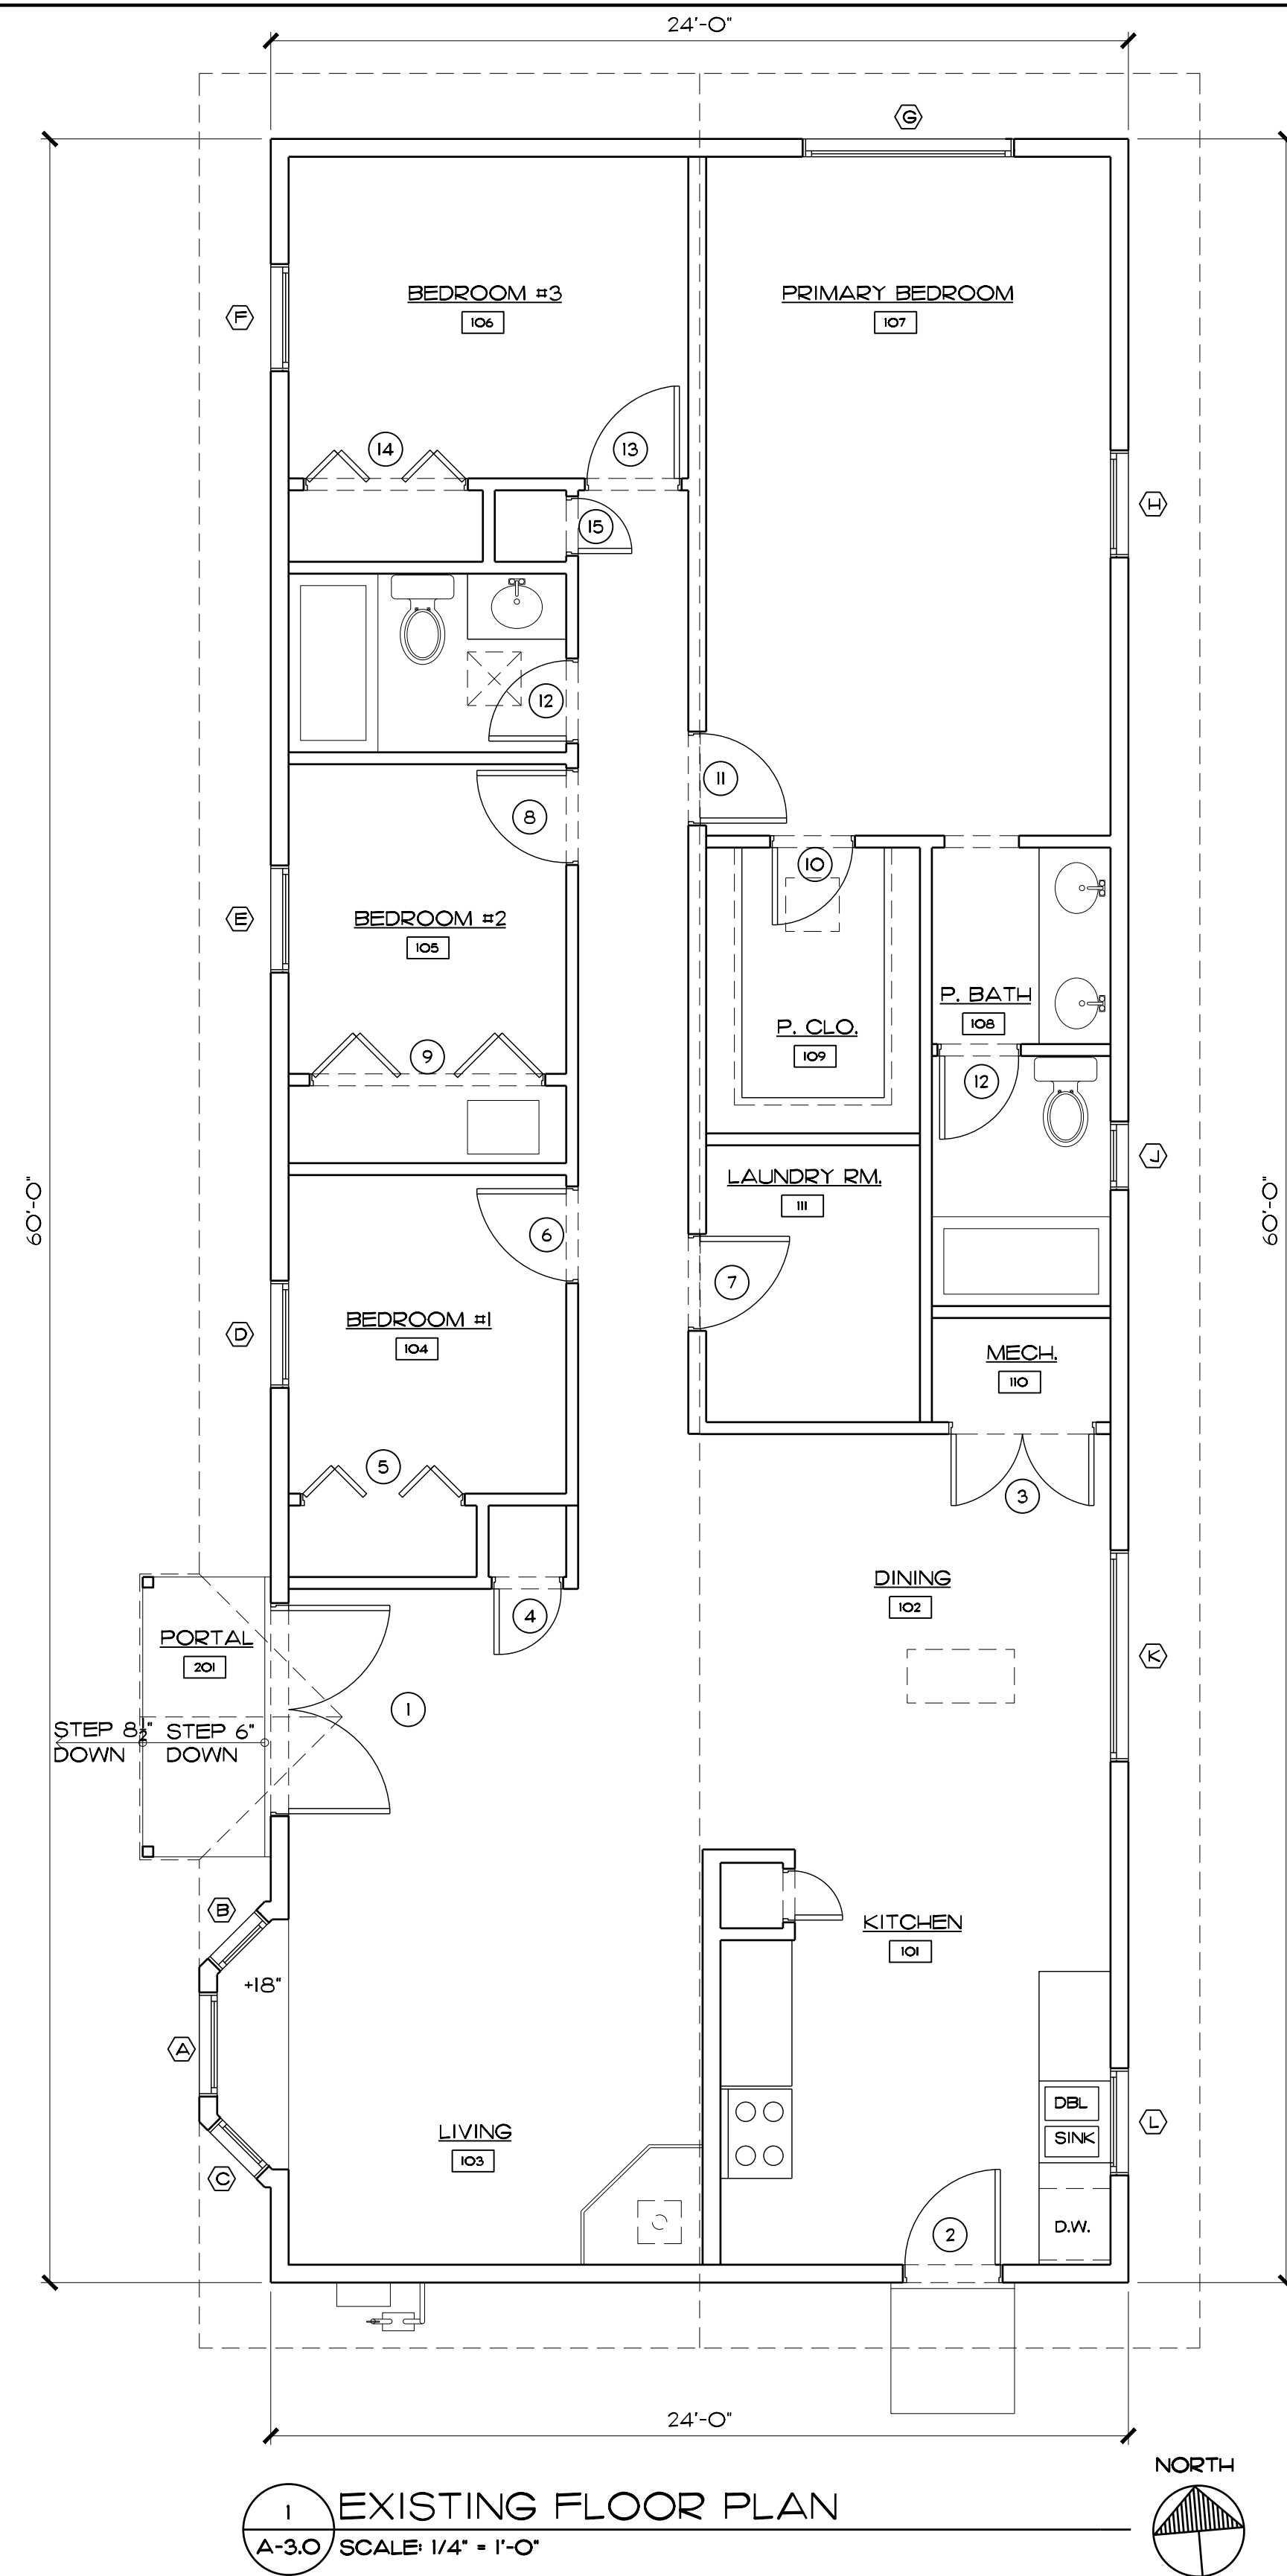 24'-0"
G
BEDROOM #3
106
PRIMARY BEDROOM
107
F
14
13
15
H
12
11
8
10
BEDROOM #2
105
E
P. BATH
108
P. CLO.
109
9
12
J
LAUNDRY RM.
111
60'-0"
60'-0"
6
7
BEDROOM #1
104
D
MECH.
110
5
3
DINING
102
4
PORTAL
201
K
1
STEP 8½"
DOWN
STEP 6"
DOWN
B
KITCHEN
101
+18"
A
DBL
SINK
L
LIVING
103
C
2
D.W.
24'-0"
NORTH
1
A-3.0
EXISTING FLOOR PLAN
SCALE: 1/4" = 1'-0"